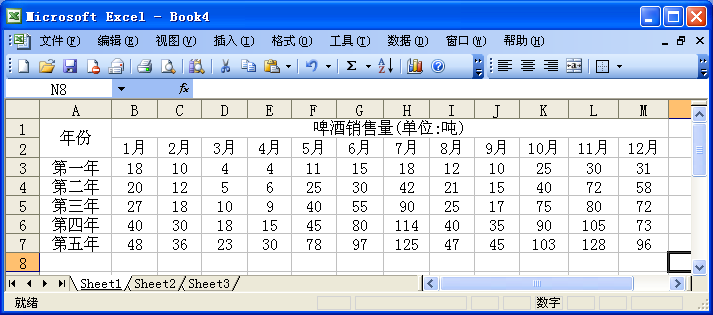 Microsoft Excel - Book4
文件(F) 编辑(E) 视图(V) 插入(I) 格式(O) 工具(T) 数据(D) 窗口(W) 帮助(H)
N8 fx
A B C D E F G H I J K L M
1 年份 啤酒销售量(单位:吨)
2 1月 2月 3月 4月 5月 6月 7月 8月 9月 10月 11月 12月
3 第一年 18 10 4 4 11 15 18 12 10 25 30 31
4 第二年 20 12 5 6 25 30 42 21 15 40 72 58
5 第三年 27 18 10 9 40 55 90 25 17 75 80 72
6 第四年 40 30 18 15 45 80 114 40 35 90 105 73
7 第五年 48 36 23 30 78 97 125 47 45 103 128 96
8
Sheet1 Sheet2 Sheet3
就绪 数字